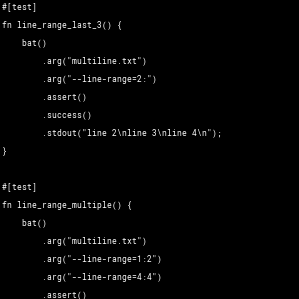 #[test]
fn line_range_last_3() {
    bat()
        .arg("multiline.txt")
        .arg("--line-range=2:")
        .assert()
        .success()
        .stdout("line 2\nline 3\nline 4\n");
}

#[test]
fn line_range_multiple() {
    bat()
        .arg("multiline.txt")
        .arg("--line-range=1:2")
        .arg("--line-range=4:4")
        .assert()